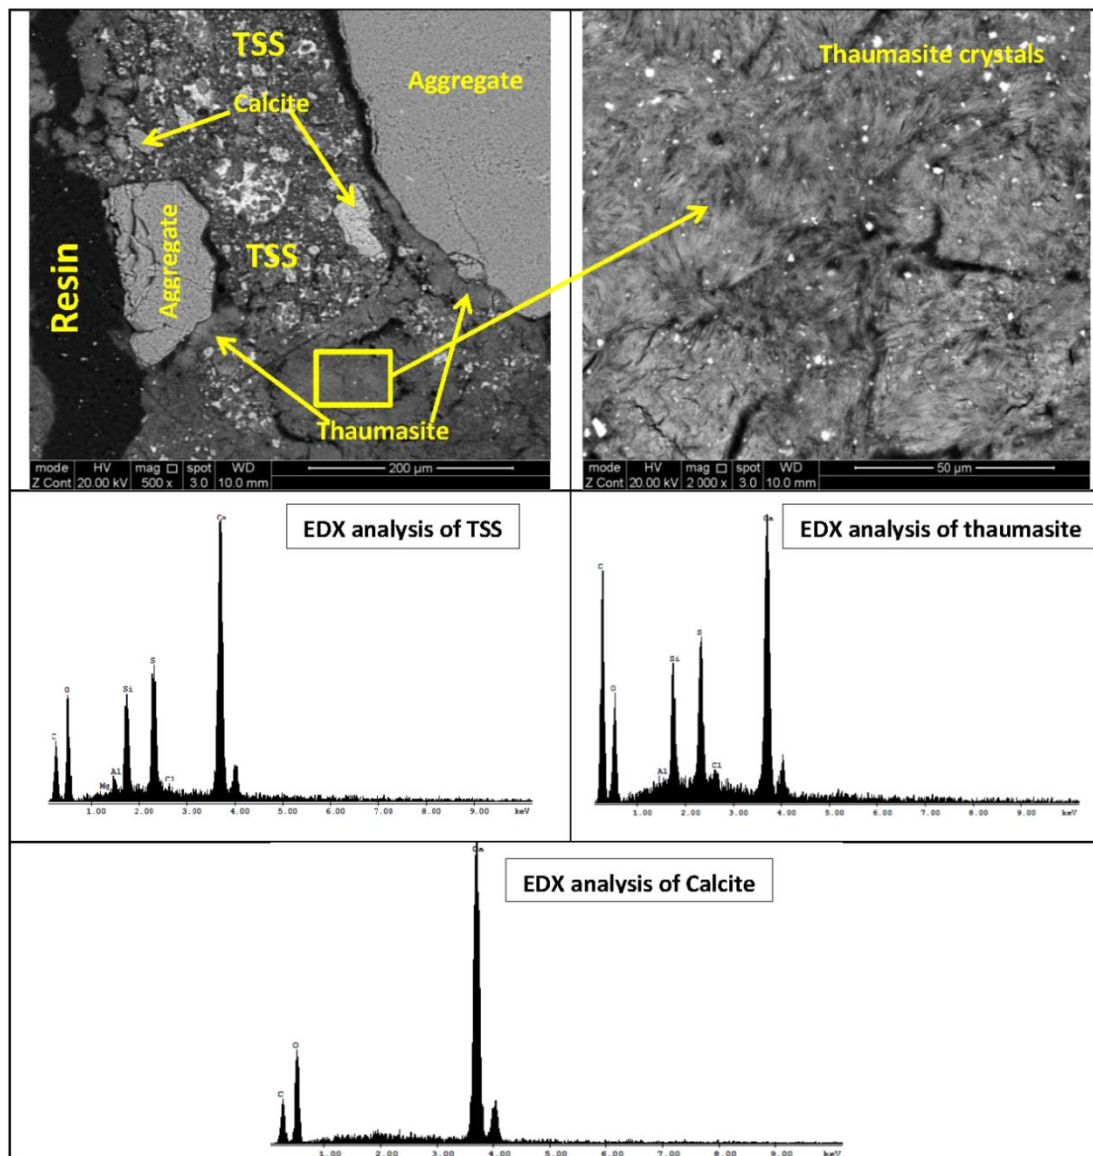 TSS
Calcite
Aggregate
Aggregate
TSS
Resin
Thaumasite
mode HV mag □ spot WD
Z Cont 20.00 kV 500 x 3.0 10.0 mm
200 µm
Thaumasite crystals
mode HV mag □ spot WD
Z Cont 20.00 kV 2 000 x 3.0 10.0 mm
50 µm
EDX analysis of TSS
Ca
S
Si
O
C
Al
Mg
Cl
1.00 2.00 3.00 4.00 5.00 6.00 7.00 8.00 9.00 keV
EDX analysis of thaumasite
Ca
C
S
Si
O
Al
Cl
1.00 2.00 3.00 4.00 5.00 6.00 7.00 8.00 9.00 keV
EDX analysis of Calcite
Ca
O
C
1.00 2.00 3.00 4.00 5.00 6.00 7.00 8.00 9.00 keV